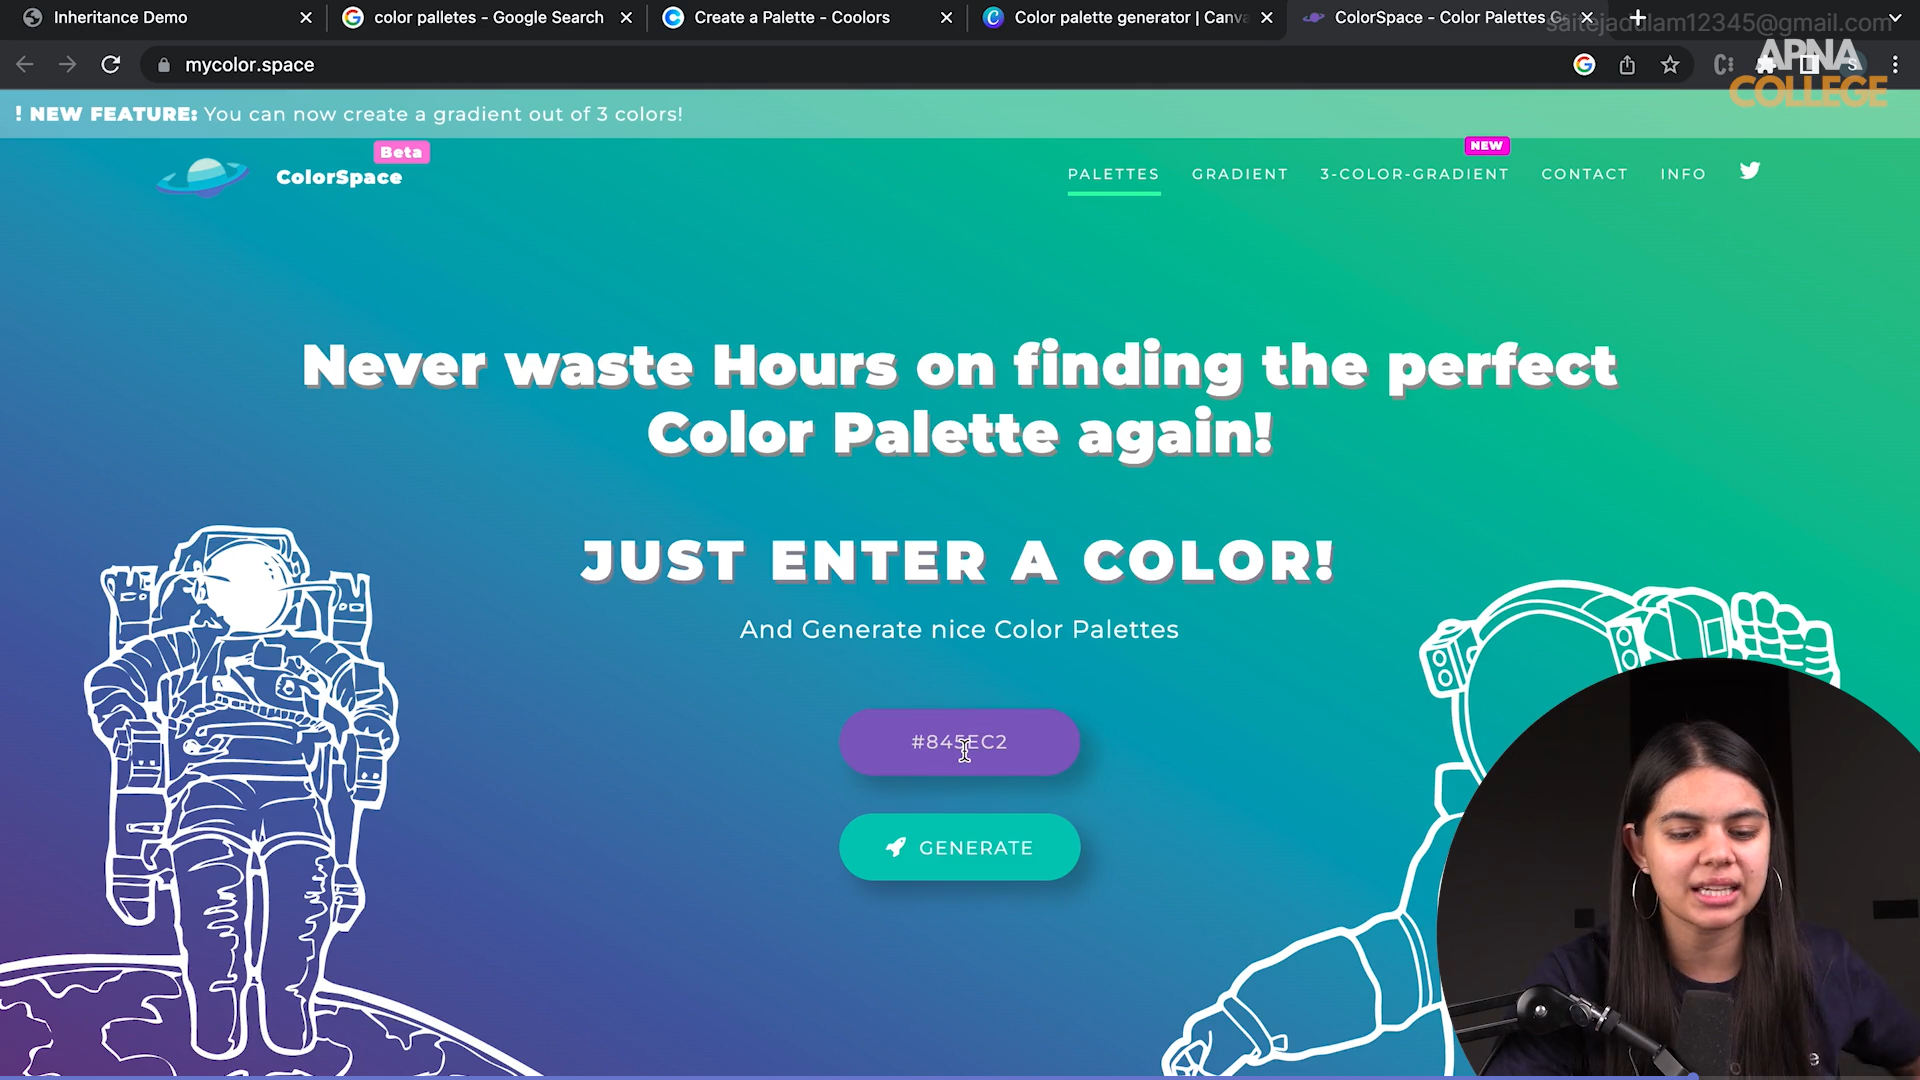 Inheritance Demo
color palletes - Google Search
Create a Palette - Coolors
Color palette generator | Canva
ColorSpace - Color Palettes G
saitejadulam12345@gmail.com
mycolor.space
APNA
COLLEGE
! NEW FEATURE: You can now create a gradient out of 3 colors!
ColorSpace
Beta
PALETTES
GRADIENT
3-COLOR-GRADIENT
NEW
CONTACT
INFO
Never waste Hours on finding the perfect
Color Palette again!
JUST ENTER A COLOR!
And Generate nice Color Palettes
#845EC2
GENERATE